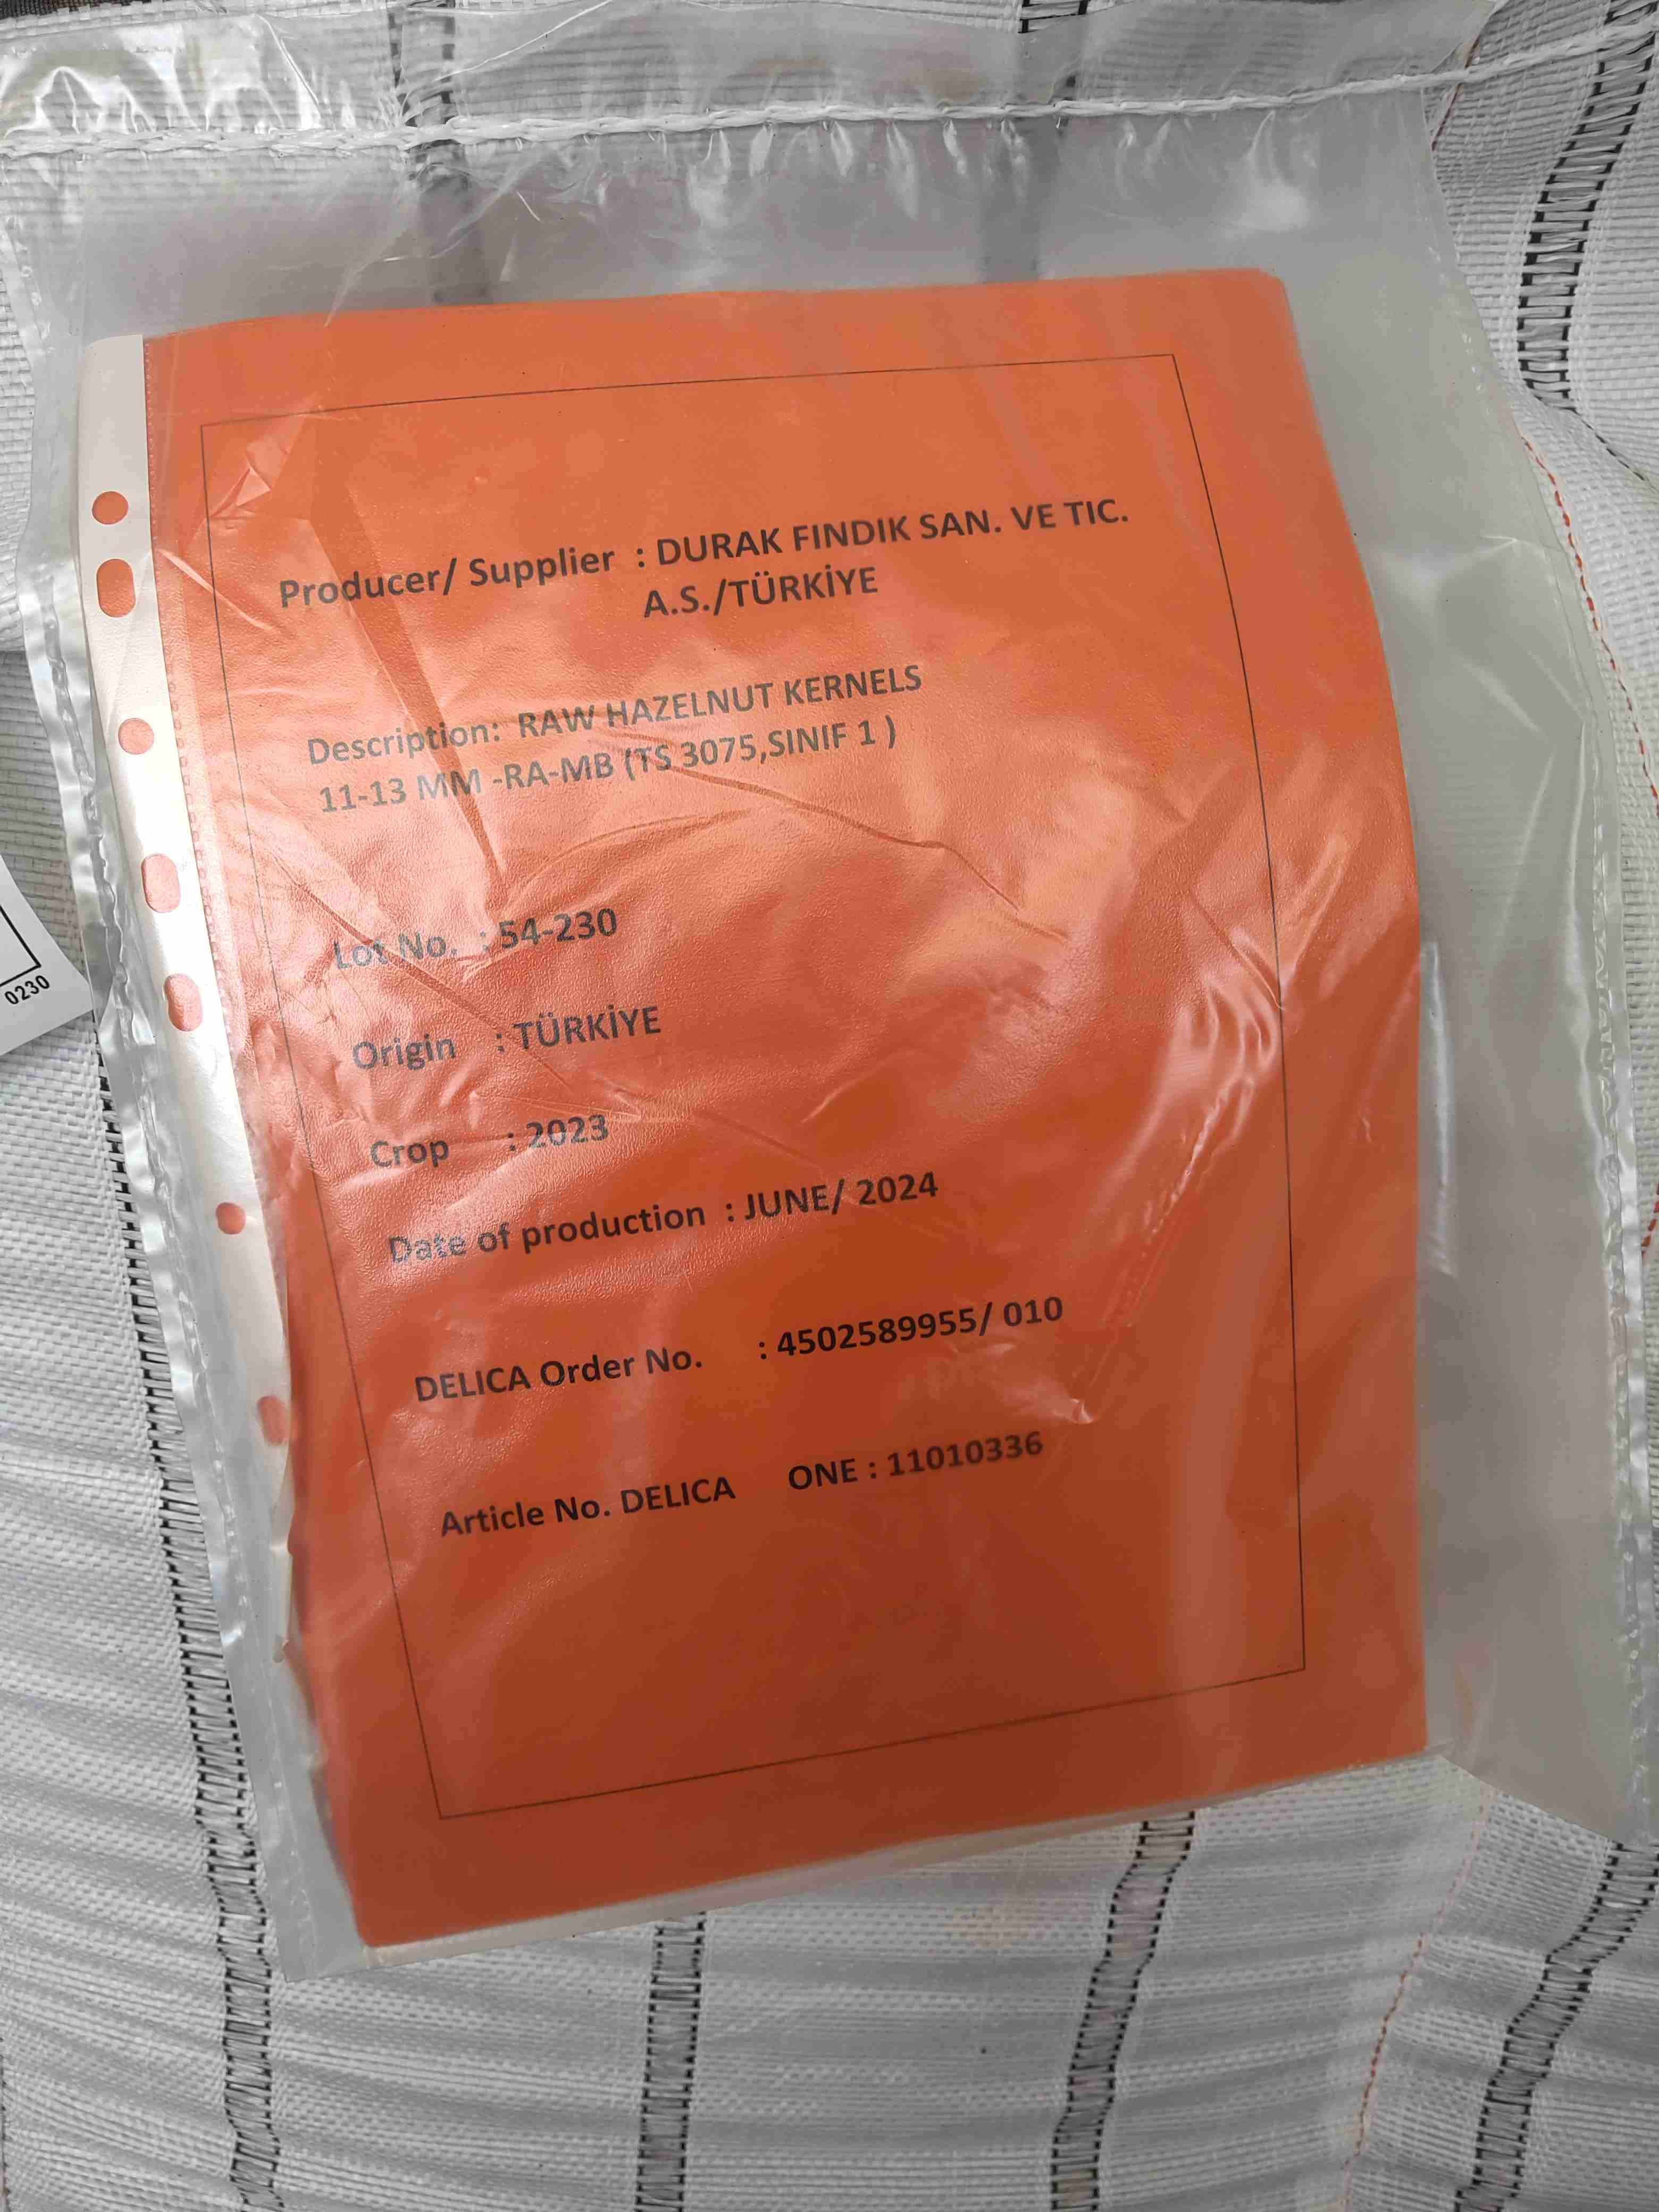 Producer/ Supplier : DURAK FINDIK SAN. VE TIC.
A.S./TÜRKİYE
Description: RAW HAZELNUT KERNELS
11-13 MM -RA-MB (TS 3075,SINIF 1 )
Lot No. : 54-230
Origin : TÜRKİYE
Crop : 2023
Date of production : JUNE/ 2024
DELICA Order No. : 4502589955/ 010
Article No. DELICA ONE : 11010336
0230